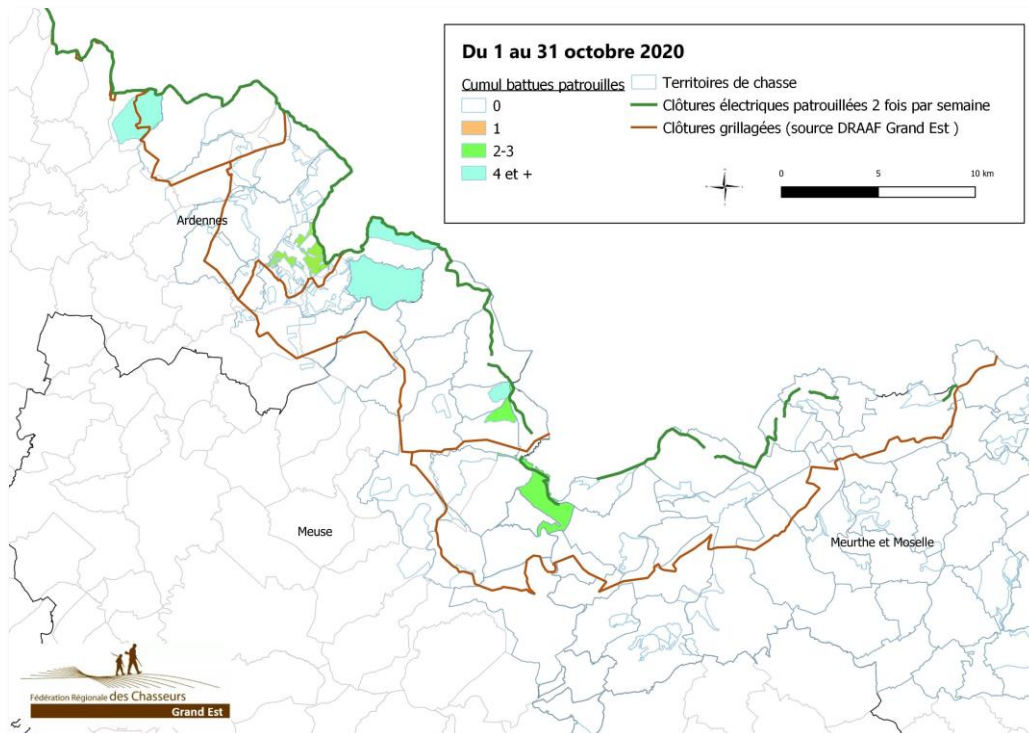 Du 1 au 31 octobre 2020
Cumul battues patrouilles
0
1
2-3
4 et +
Territoires de chasse
Clôtures électriques patrouillées 2 fois par semaine
Clôtures grillagées (source DRAAF Grand Est )
0 5 10 km
Ardennes
Meuse
Meurthe et Moselle
Fédération Régionale des Chasseurs
Grand Est